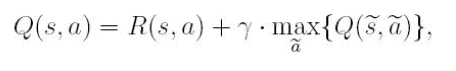 Q(s, a) = R(s, a) + γ · max_ã{Q(s̃, ã)},